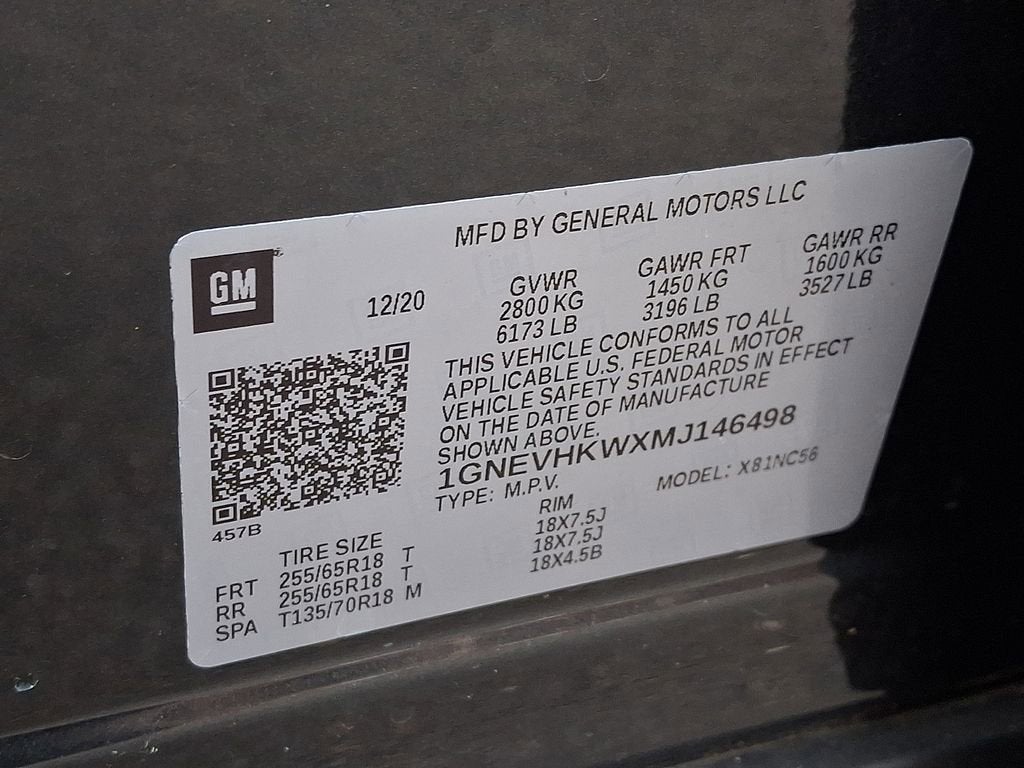 MFD BY GENERAL MOTORS LLC
GM
12/20
GVWR
2800 KG
6173 LB
GAWR FRT
1450 KG
3196 LB
GAWR RR
1600 KG
3527 LB
THIS VEHICLE CONFORMS TO ALL
APPLICABLE U.S. FEDERAL MOTOR
VEHICLE SAFETY STANDARDS IN EFFECT
ON THE DATE OF MANUFACTURE
SHOWN ABOVE.
1GNEVHKWXMJ146498
TYPE: M.P.V. MODEL: X81NC56
457B
TIRE SIZE RIM
FRT 255/65R18 T 18X7.5J
RR 255/65R18 T 18X7.5J
SPA T135/70R18 M 18X4.5B